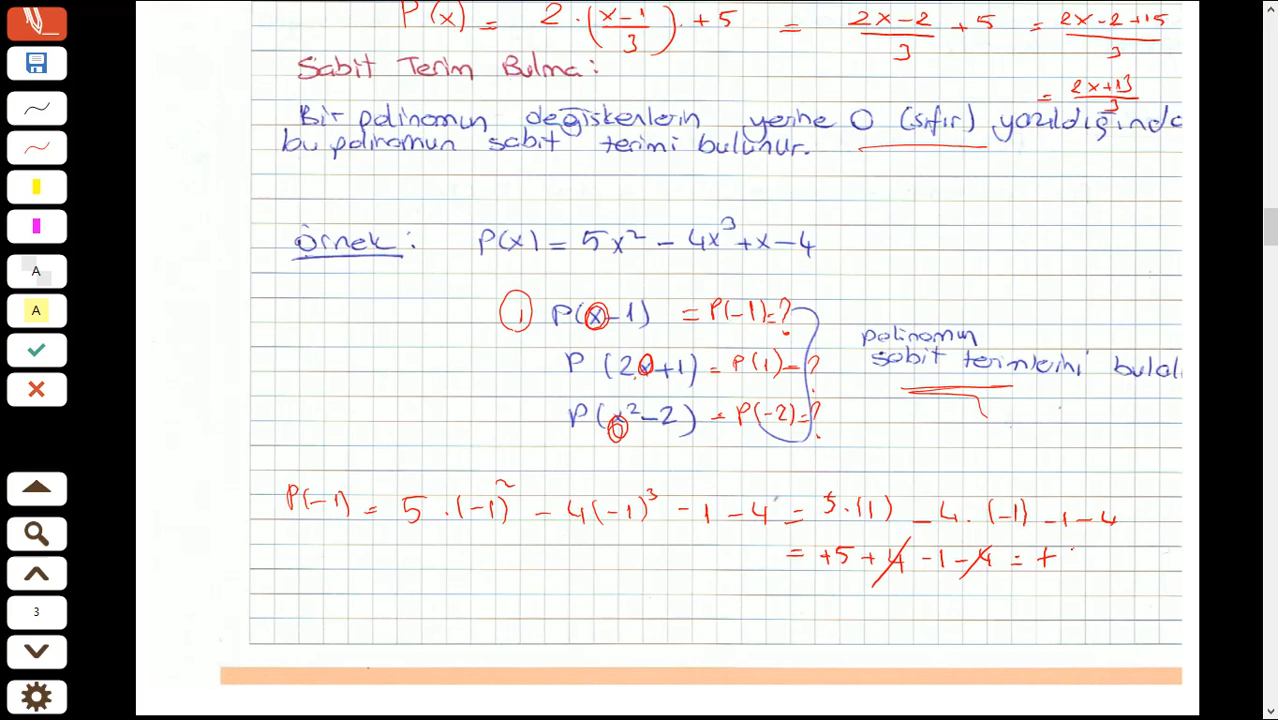 P(x) = 2 · (x-1/3) · + 5 = 2x-2/3 + 5 = 2x-2+15/3
Sabit Terim Bulma:
= 2x+13/3
Bir polinomun değişkenlerin yerine 0 (sıfır) yazıldığında
bu polinomun sabit terimi bulunur.
Örnek: P(x) = 5x² - 4x³ + x - 4
1 P(x-1) = P(-1) = ?
P(2x+1) = P(1) = ?
P(x²-2) = P(-2) = ?
0
polinomun
sabit terimlerini
P(-1) = 5 · (-1)² - 4(-1)³ - 1 - 4 = 5 · (1) - 4 · (-1) - 1 - 4
= +5 + 4 - 1 - 4 = +
A
A
3